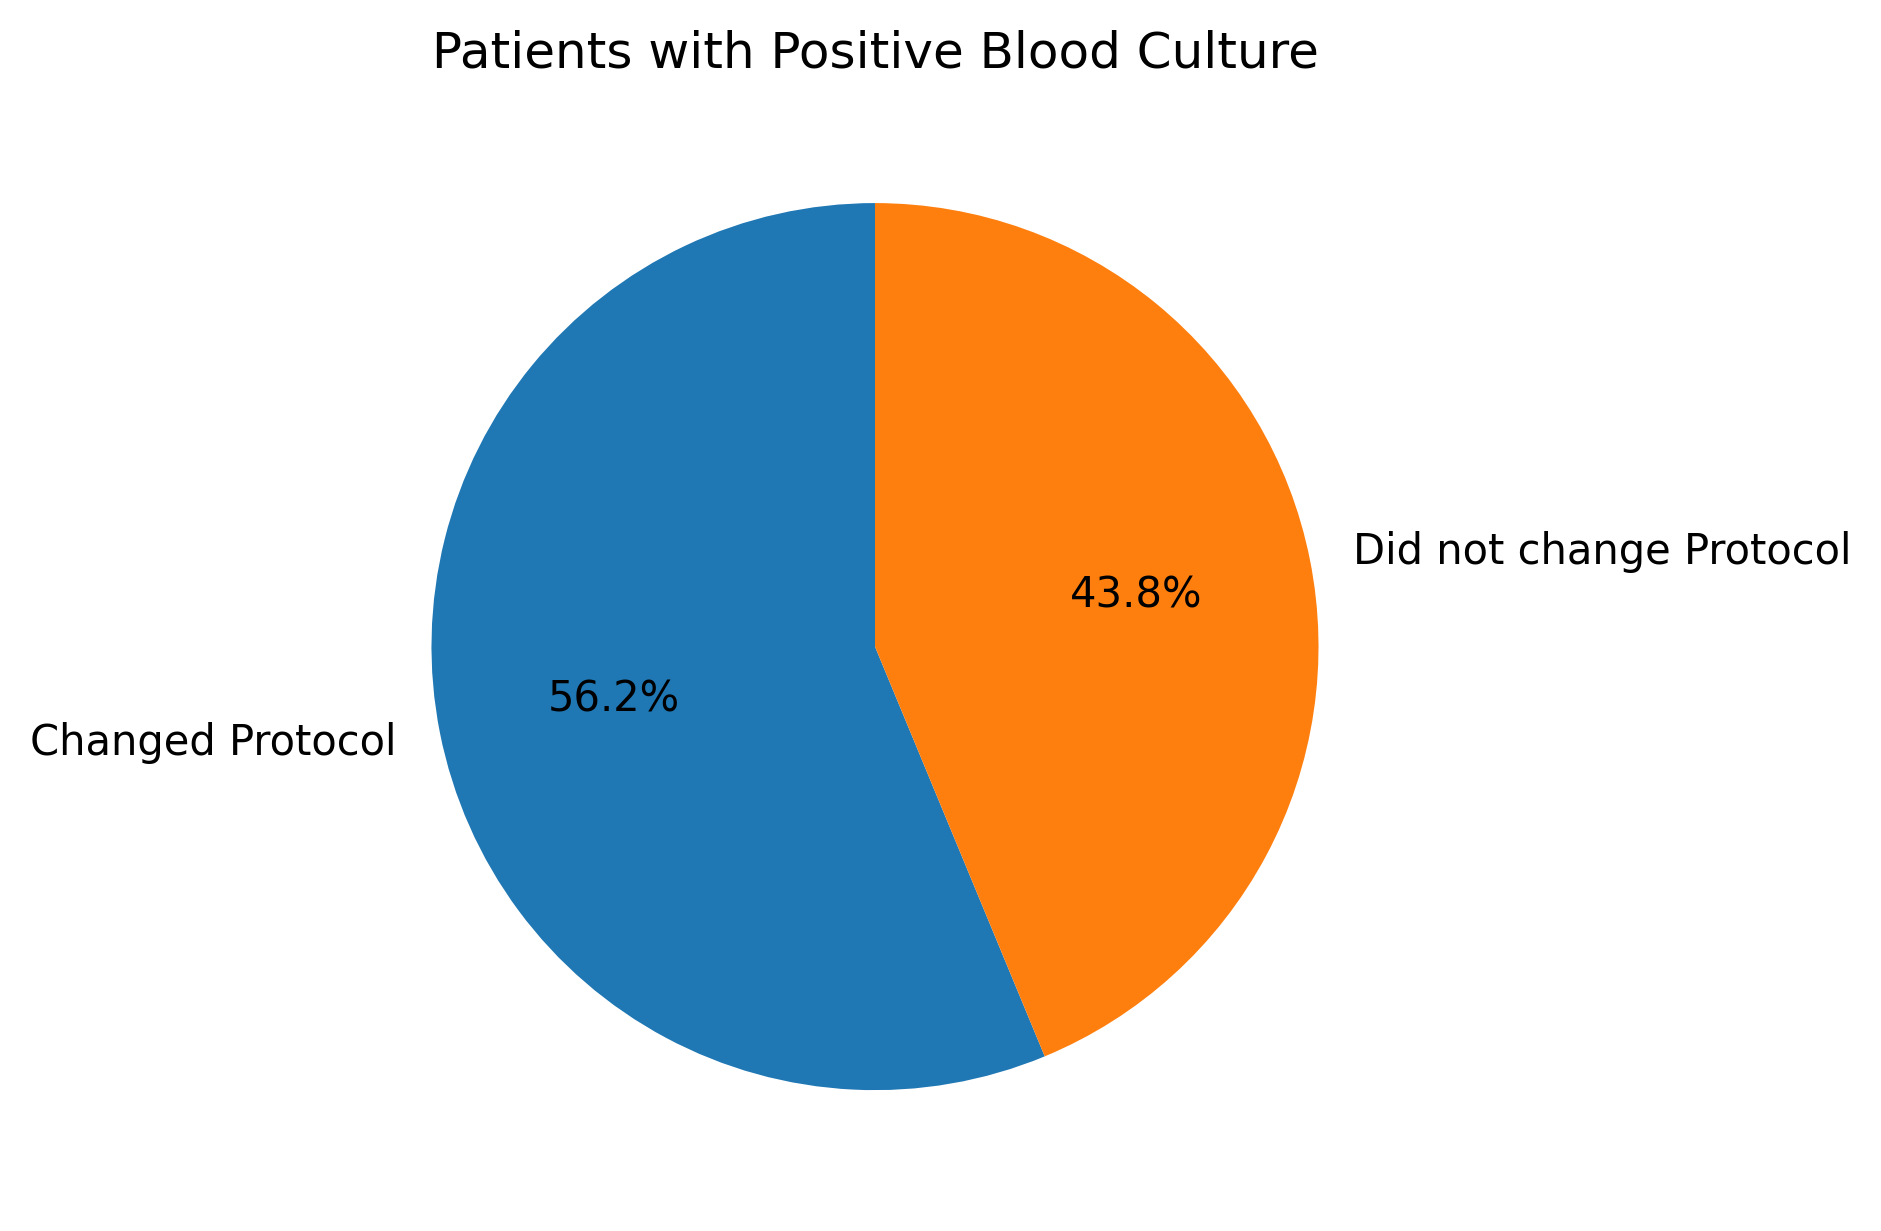 Patients with Positive Blood Culture
Did not change Protocol
43.8%
56.2%
Changed Protocol